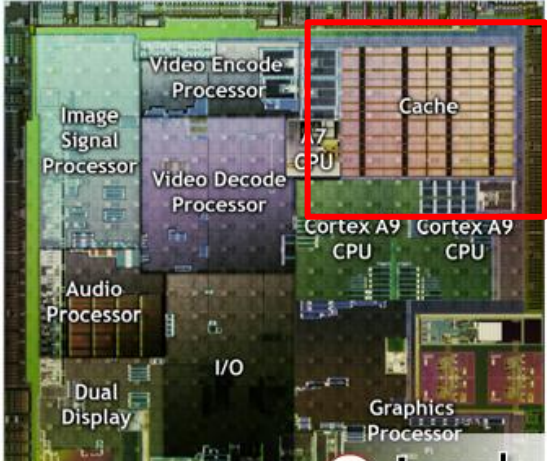 Video Encode
Processor
Cache
Image
Signal
Processor
A7
CPU
Video Decode
Processor
Cortex A9
CPU
Cortex A9
CPU
Audio
Processor
I/O
Dual
Display
Graphics
Processor